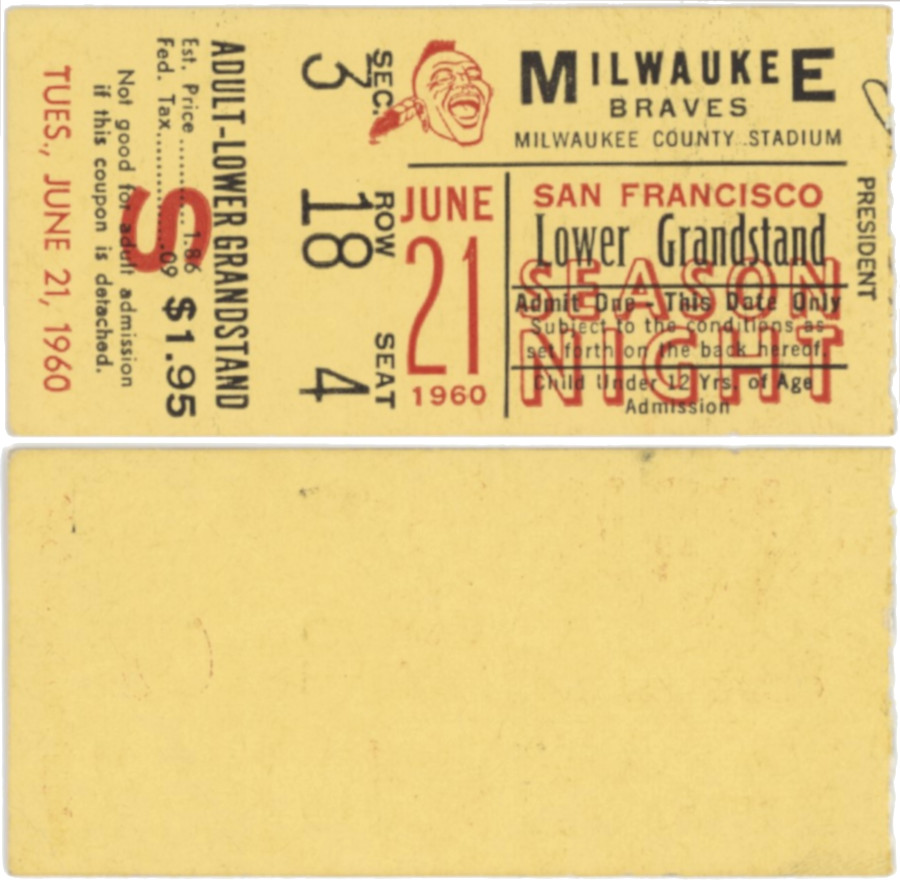 MILWAUKEE
BRAVES
MILWAUKEE COUNTY STADIUM
SAN FRANCISCO
Lower Grandstand
SEASON
NIGHT
Admit One - This Date Only
Subject to the conditions as
set forth on the back hereof.
Child Under 12 Yrs. of Age
Admission
PRESIDENT
JUNE
21
1960
SEC. ROW SEAT
3 18 4
ADULT-LOWER GRANDSTAND
Est. Price ........ 1.86
Fed. Tax........... .09
$1.95
S
Not good for adult admission
if this coupon is detached.
TUES., JUNE 21, 1960